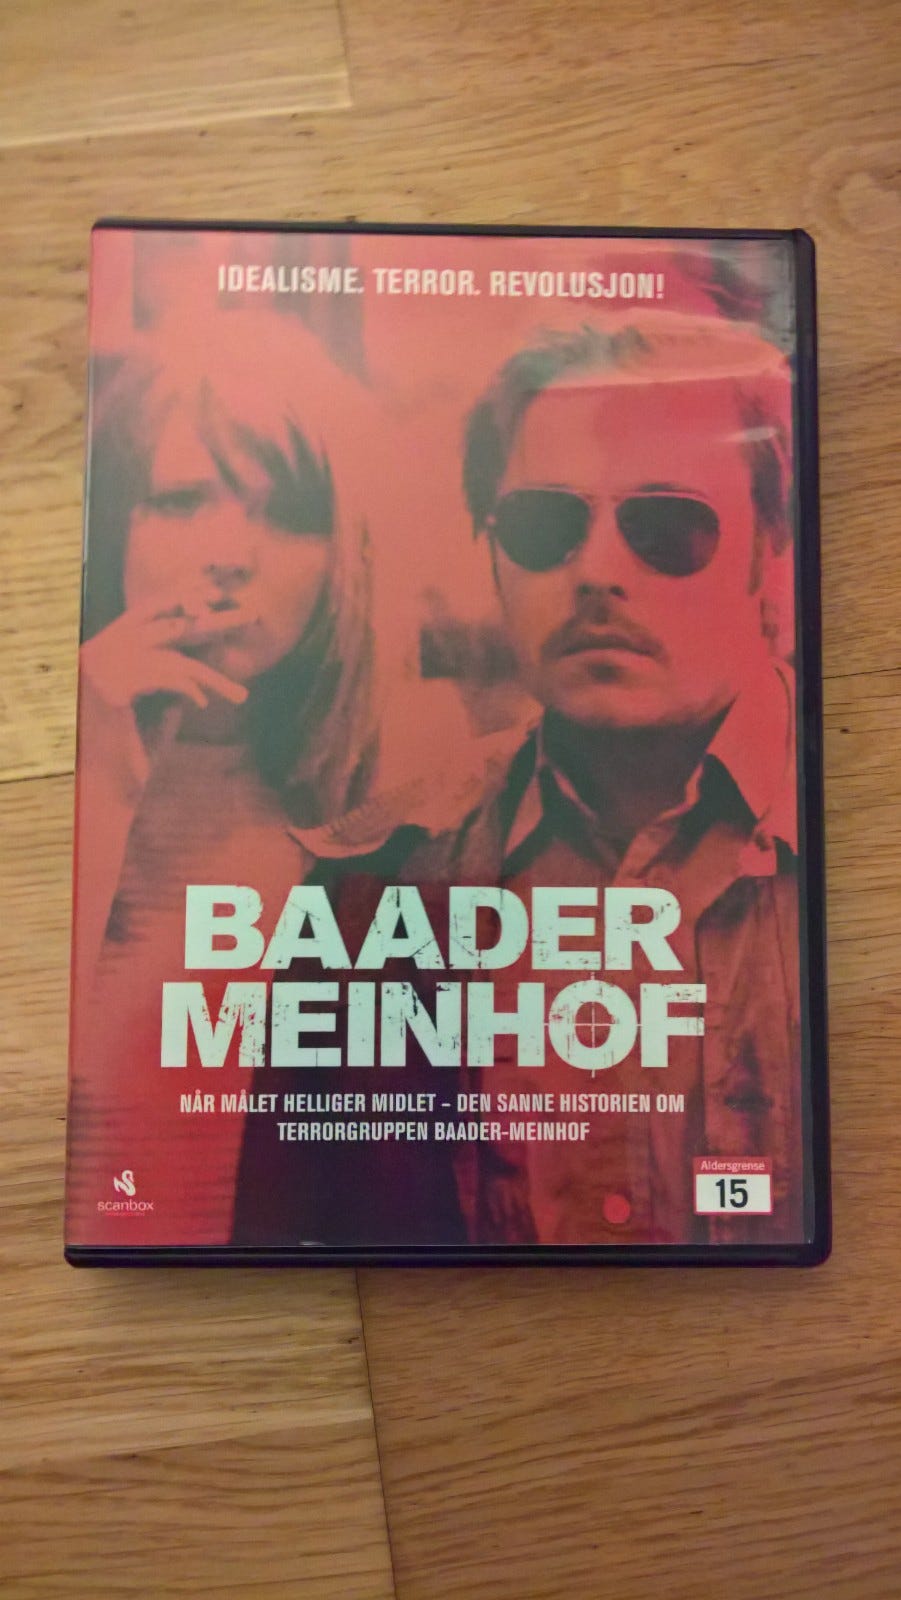 IDEALISME. TERROR. REVOLUSJON!
BAADER
MEINHOF
NÅR MÅLET HELLIGER MIDLET – DEN SANNE HISTORIEN OM
TERRORGRUPPEN BAADER-MEINHOF
scanbox
Aldersgrense
15